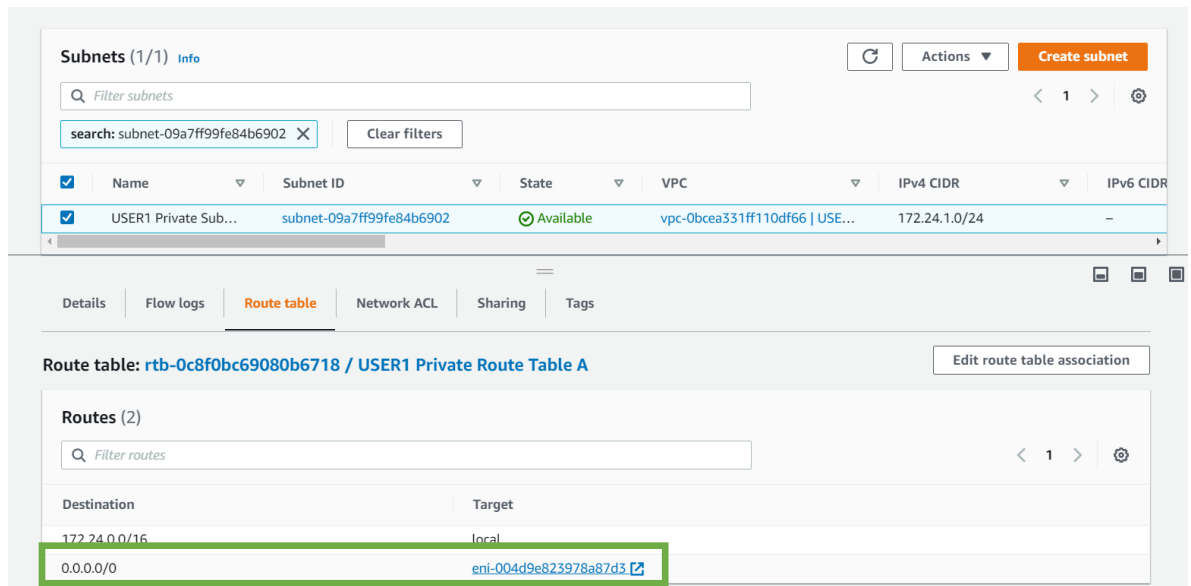 Subnets (1/1) Info
Actions ▼ Create subnet
Filter subnets
1
search: subnet-09a7ff99fe84b6902 Clear filters
Name Subnet ID State VPC IPv4 CIDR IPv6 CIDR
USER1 Private Sub... subnet-09a7ff99fe84b6902 Available vpc-0bcea331ff110df66 | USE... 172.24.1.0/24 –
Details Flow logs Route table Network ACL Sharing Tags
Route table: rtb-0c8f0bc69080b6718 / USER1 Private Route Table A Edit route table association
Routes (2)
Filter routes 1
Destination Target
172.24.0.0/16 local
0.0.0.0/0 eni-004d9e823978a87d3